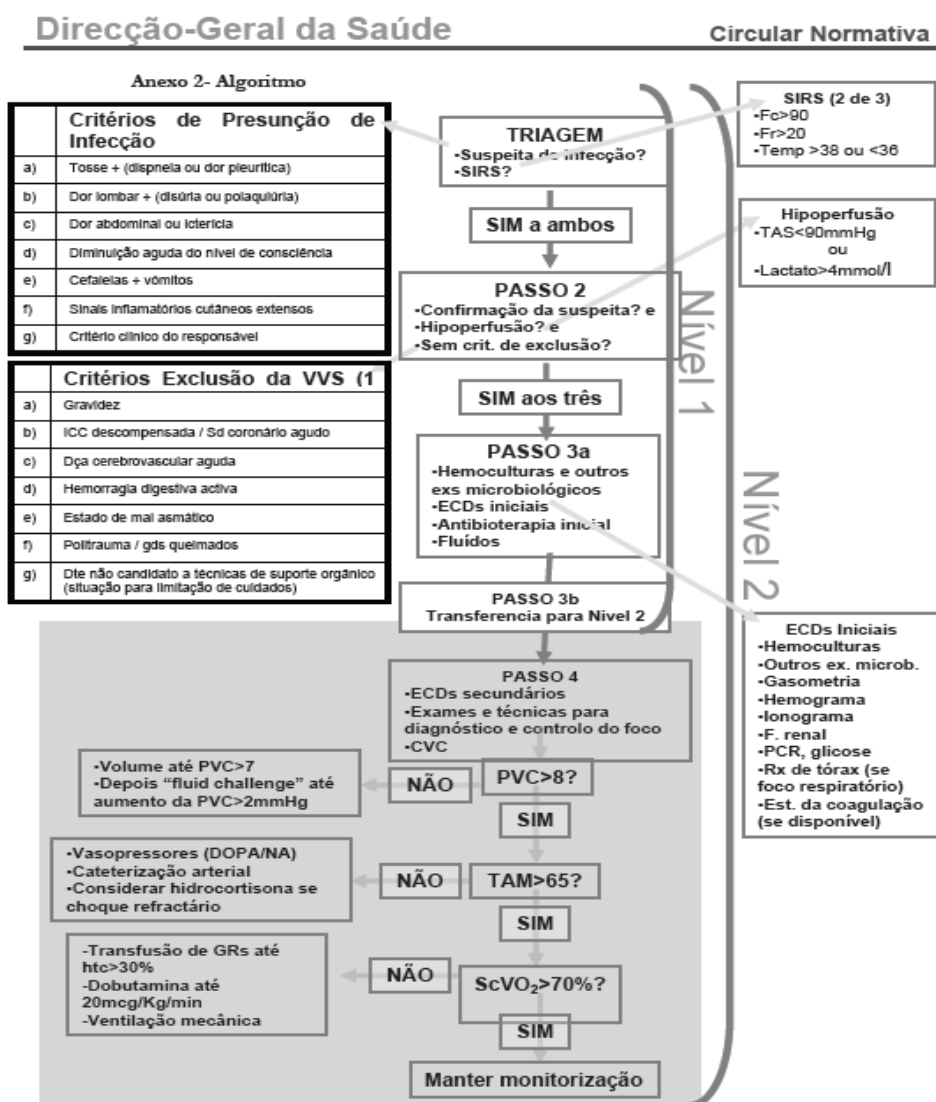 Direcção-Geral da Saúde
Circular Normativa
Anexo 2- Algoritmo
Critérios de Presunção de
Infecção
a) Tosse + (dispneia ou dor pleurítica)
b) Dor lombar + (disúria ou polaquiúria)
c) Dor abdominal ou icterícia
d) Diminuição aguda do nível de consciência
e) Cefaleias + vómitos
f) Sinais inflamatórios cutâneos extensos
g) Critério clínico do responsável
Critérios Exclusão da VVS (1
a) Gravidez
b) ICC descompensada / Sd coronário agudo
c) Dça cerebrovascular aguda
d) Hemorragia digestiva activa
e) Estado de mal asmático
f) Politrauma / gds queimados
g) Dte não candidato a técnicas de suporte orgânico
(situação para limitação de cuidados)
TRIAGEM
-Suspeita de infecção?
-SIRS?
SIM a ambos
PASSO 2
-Confirmação da suspeita? e
-Hipoperfusão? e
-Sem crit. de exclusão?
SIM aos três
PASSO 3a
-Hemoculturas e outros
exs microbiológicos
-ECDs iniciais
-Antibioterapia inicial
-Fluídos
PASSO 3b
Transferencia para Nivel 2
Nível 1
Nível 2
SIRS (2 de 3)
-Fc>90
-Fr>20
-Temp >38 ou <36
Hipoperfusão
-TAS<90mmHg
ou
-Lactato>4mmol/l
ECDs Iniciais
-Hemoculturas
-Outros ex. microb.
-Gasometria
-Hemograma
-Ionograma
-F. renal
-PCR, glicose
-Rx de tórax (se
foco respiratório)
-Est. da coagulação
(se disponível)
PASSO 4
-ECDs secundários
-Exames e técnicas para
diagnóstico e controlo do foco
-CVC
PVC>8?
NÃO
-Volume até PVC>7
-Depois "fluid challenge" até
aumento da PVC>2mmHg
SIM
TAM>65?
NÃO
-Vasopressores (DOPA/NA)
-Cateterização arterial
-Considerar hidrocortisona se
choque refractário
SIM
ScVO₂>70%?
NÃO
-Transfusão de GRs até
htc>30%
-Dobutamina até
20mcg/Kg/min
-Ventilação mecânica
SIM
Manter monitorização